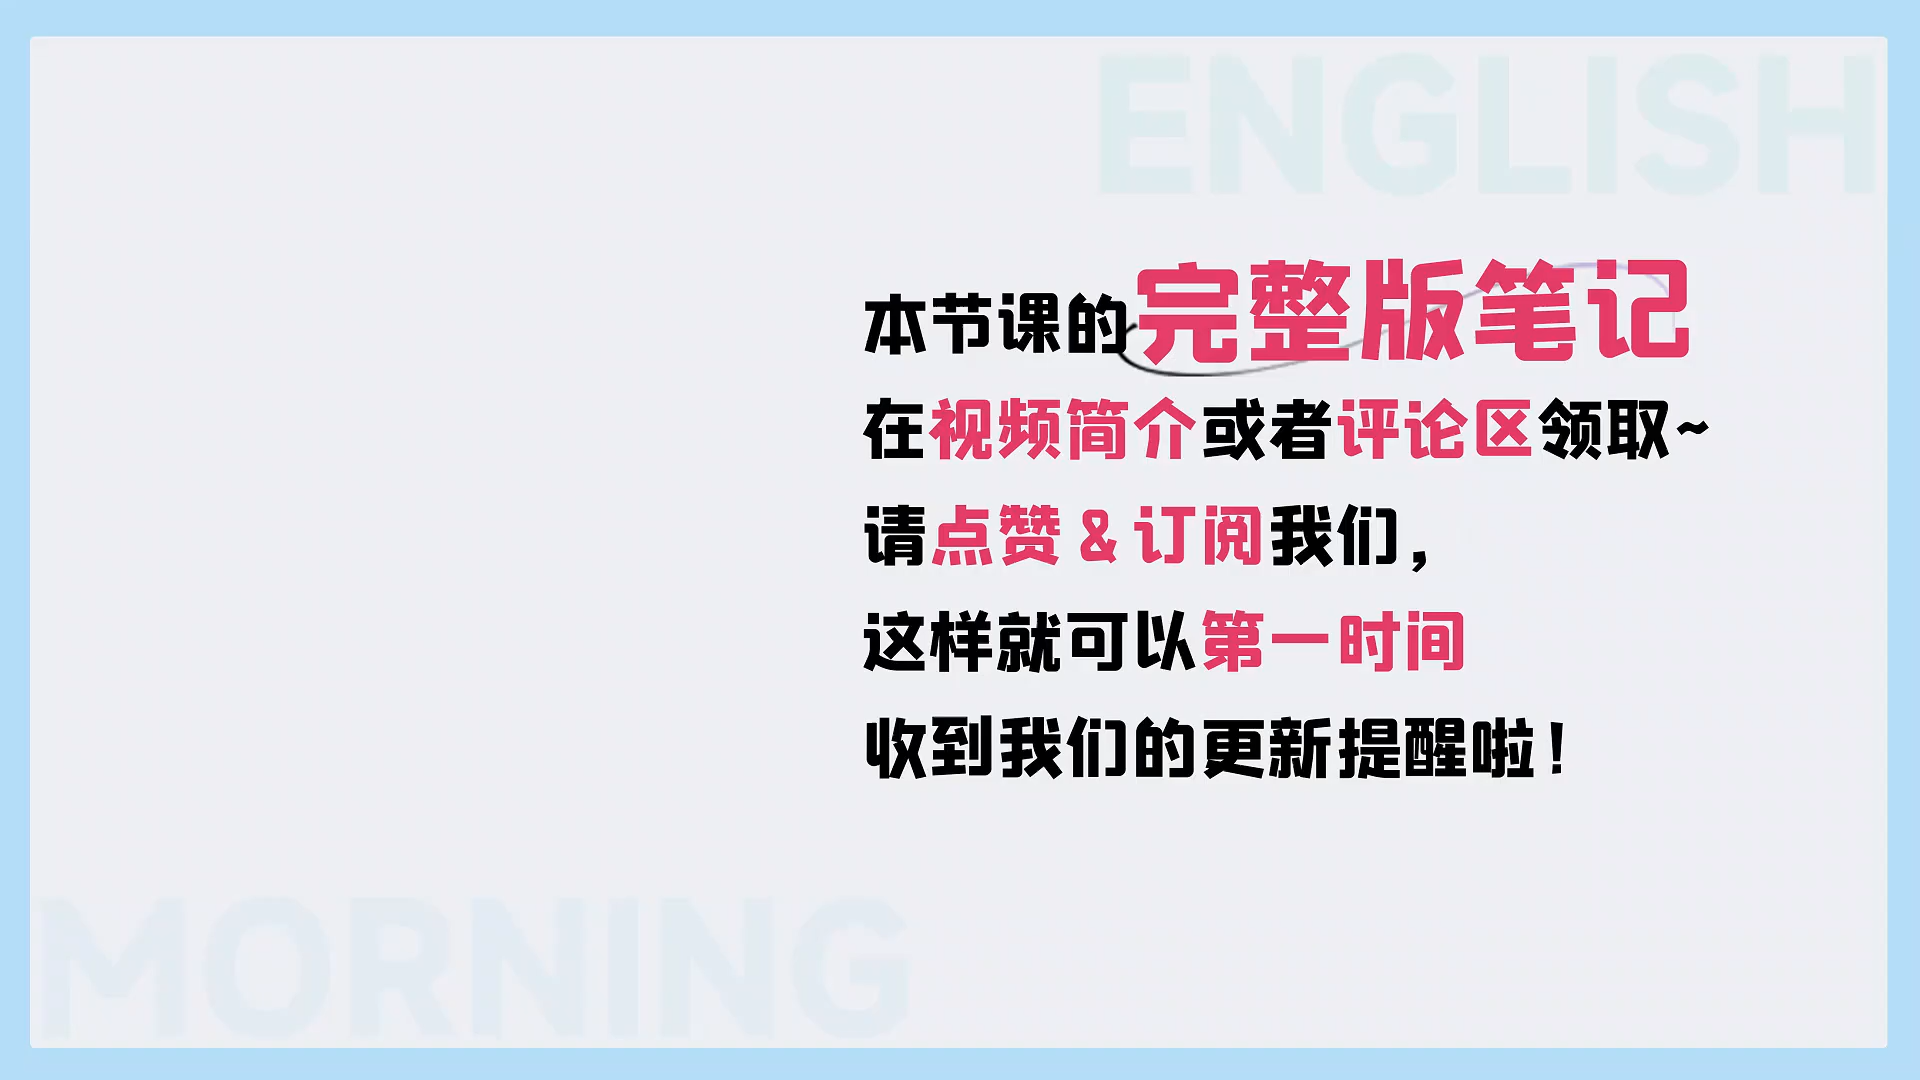 ENGLISH
本节课的完整版笔记
在视频简介或者评论区领取~
请点赞&订阅我们，
这样就可以第一时间
收到我们的更新提醒啦！
MORNING